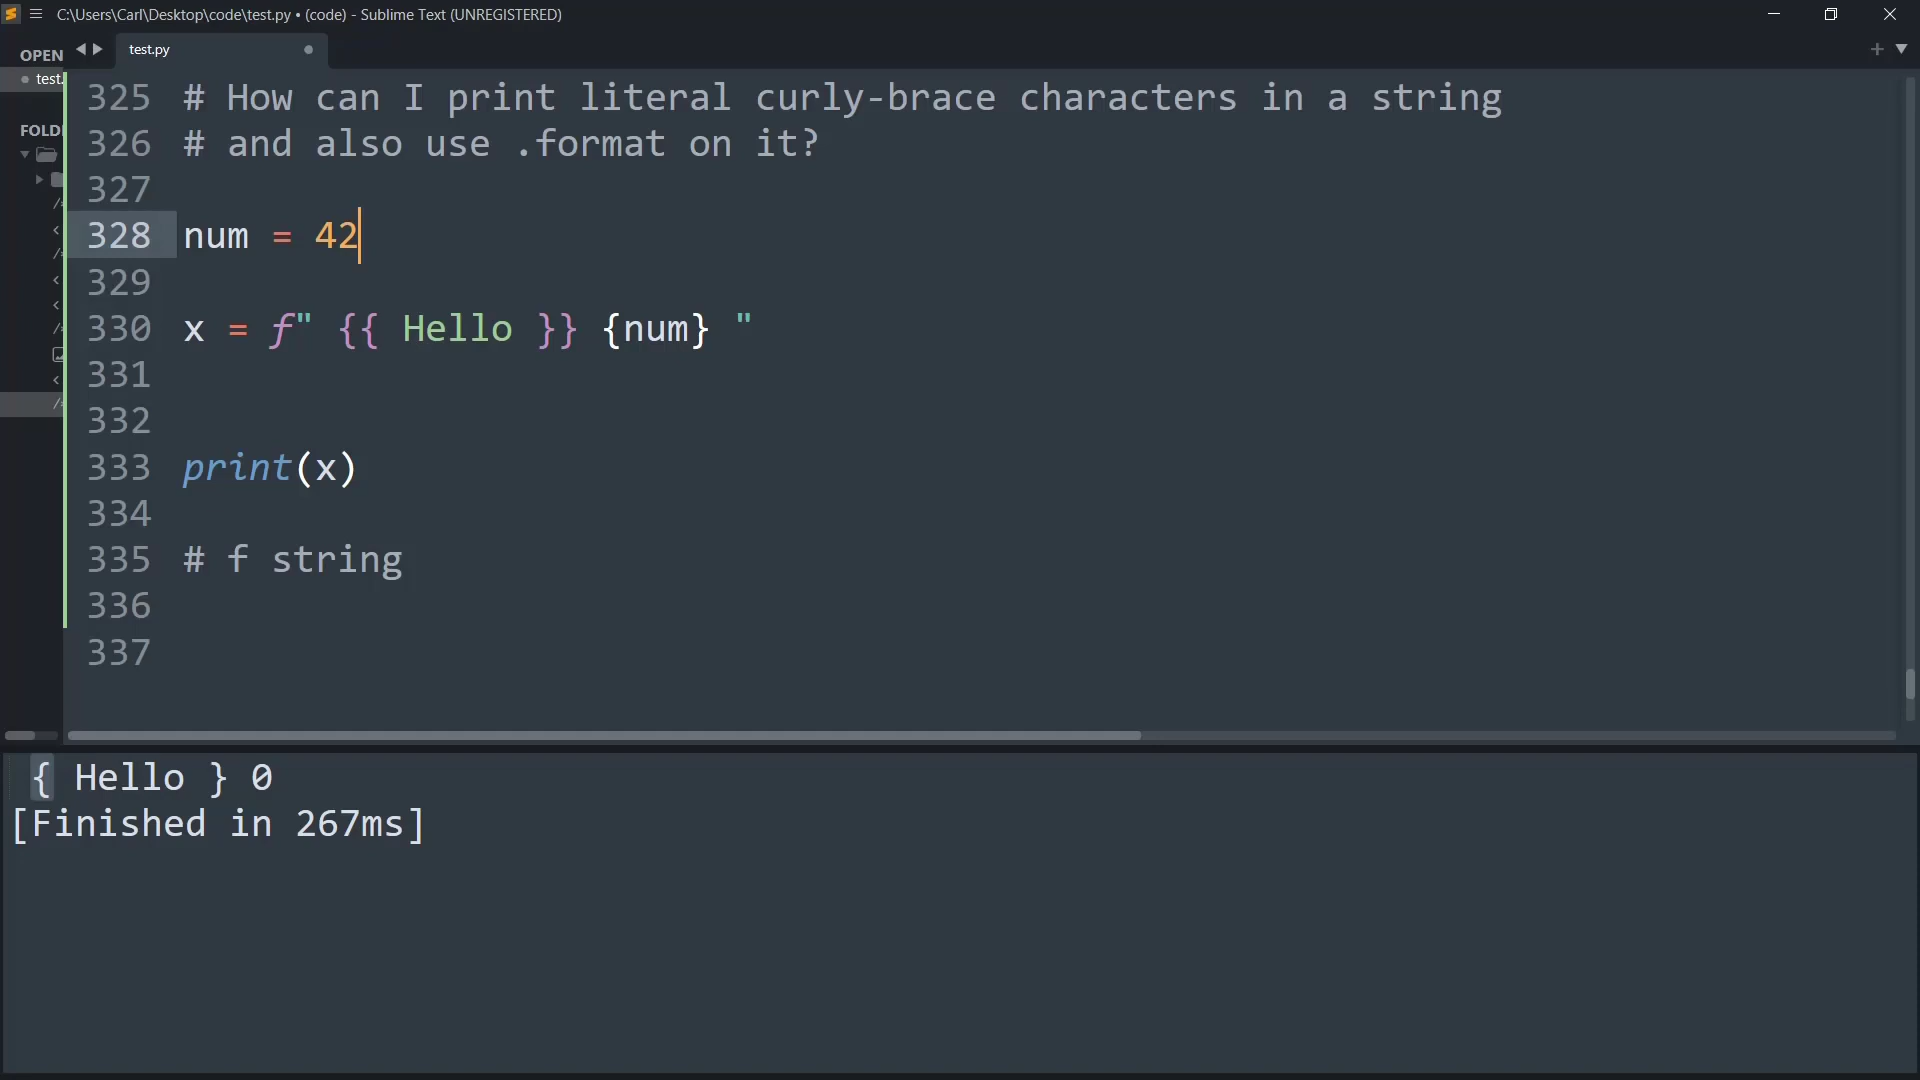 C:\Users\Carl\Desktop\code\test.py • (code) - Sublime Text (UNREGISTERED)
OPEN
test.py
test.
FOLD
325 # How can I print literal curly-brace characters in a string
326 # and also use .format on it?
327
328 num = 42
329
330 x = f" {{ Hello }} {num} "
331
332
333 print(x)
334
335 # f string
336
337
{ Hello } 0
[Finished in 267ms]